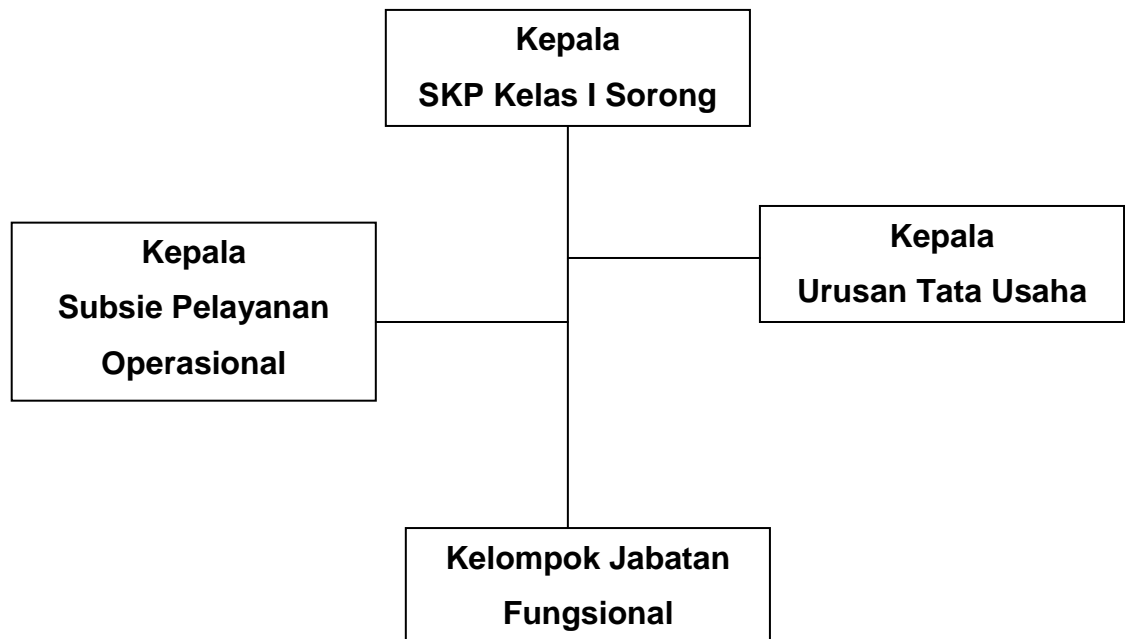 Kepala
SKP Kelas I Sorong
Kepala
Urusan Tata Usaha
Kepala
Subsie Pelayanan
Operasional
Kelompok Jabatan
Fungsional